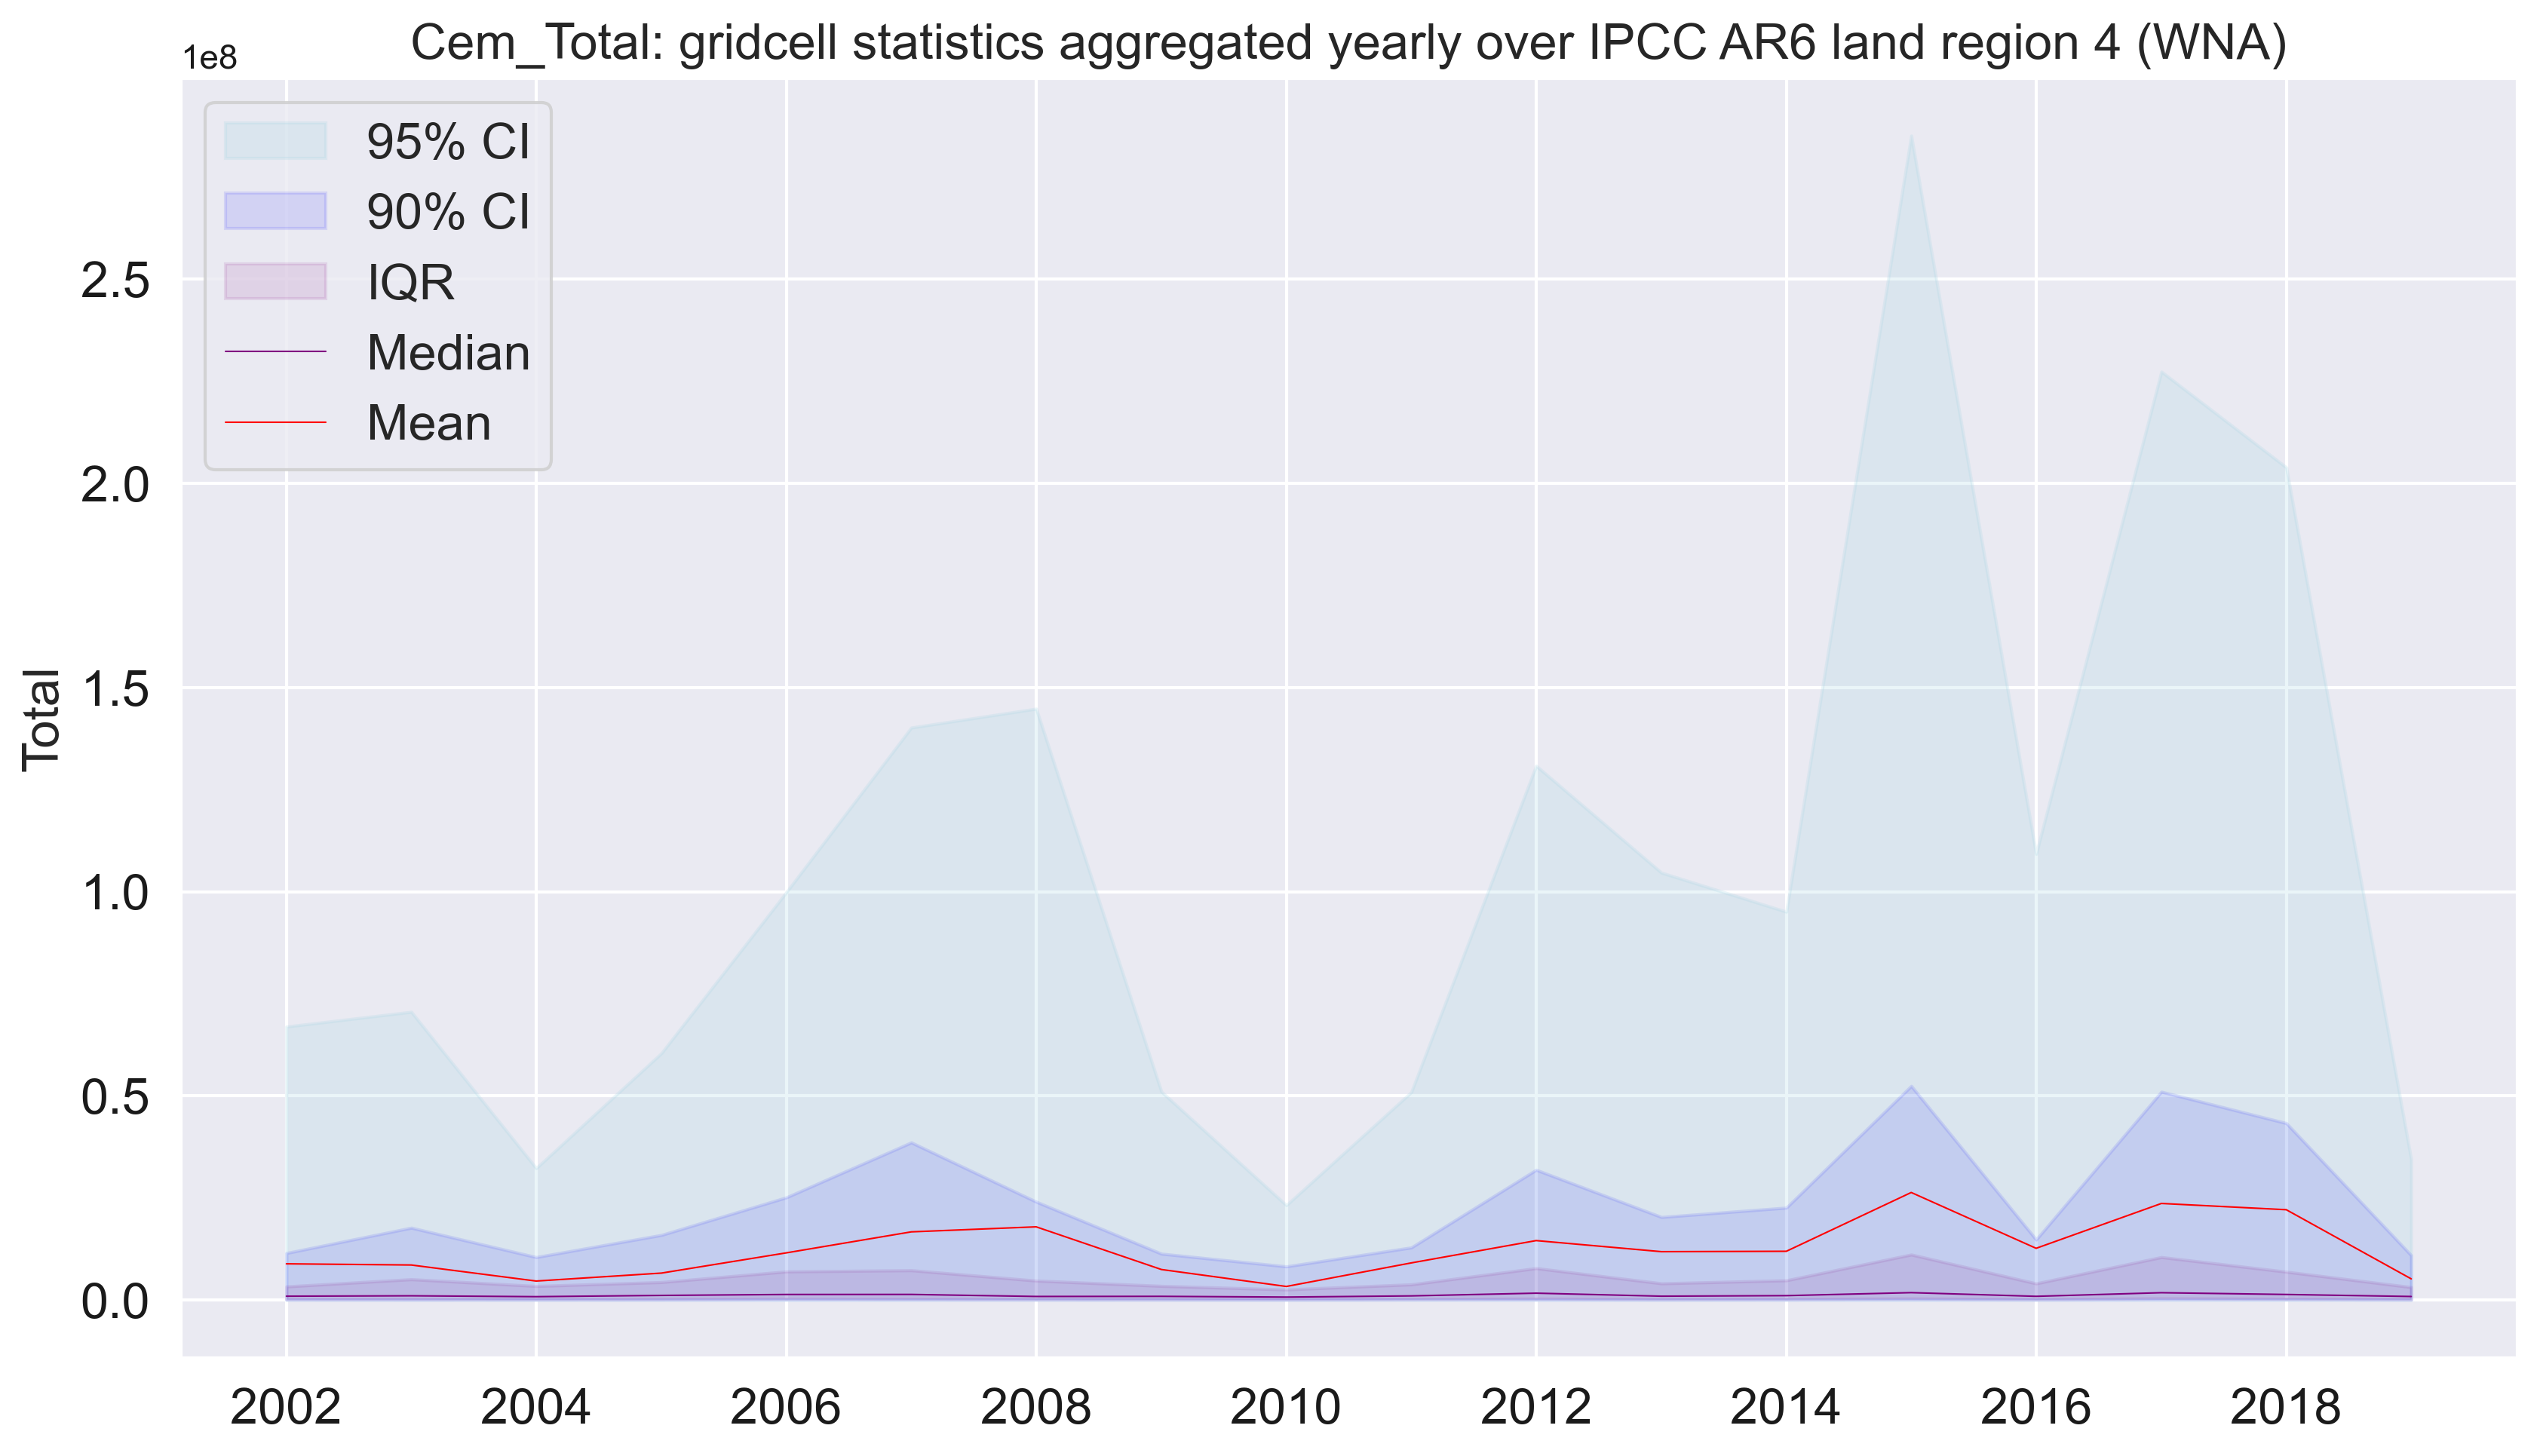 Cem_Total: gridcell statistics aggregated yearly over IPCC AR6 land region 4 (WNA)
1e8
95% CI
90% CI
IQR
Median
Mean
2.5
2.0
1.5
1.0
0.5
0.0
Total
2002 2004 2006 2008 2010 2012 2014 2016 2018